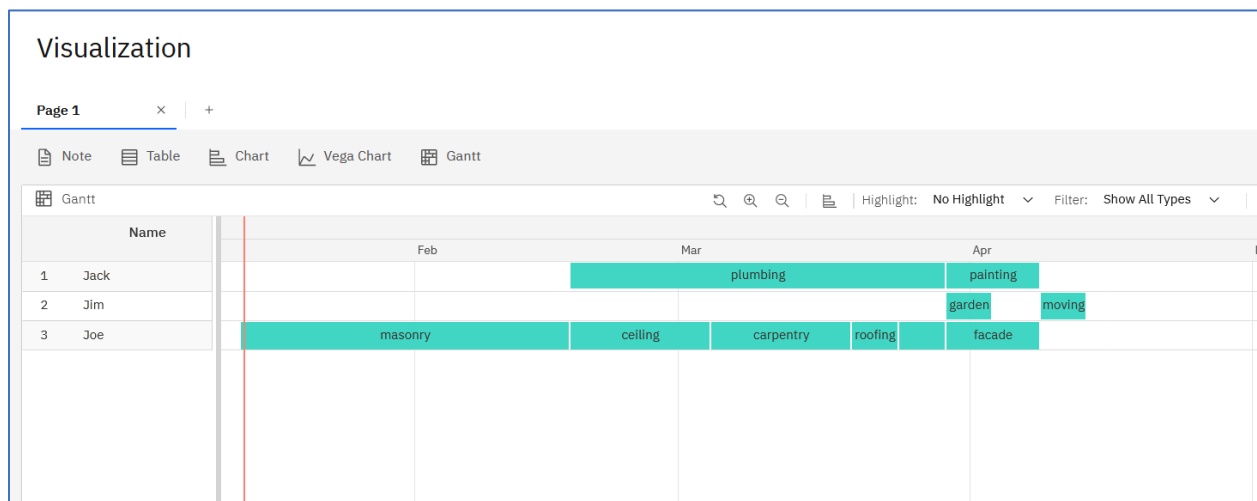 Visualization
Page 1 × +
Note Table Chart Vega Chart Gantt
Gantt Highlight: No Highlight Filter: Show All Types
Name
Feb Mar Apr
1 Jack plumbing painting
2 Jim garden moving
3 Joe masonry ceiling carpentry roofing facade